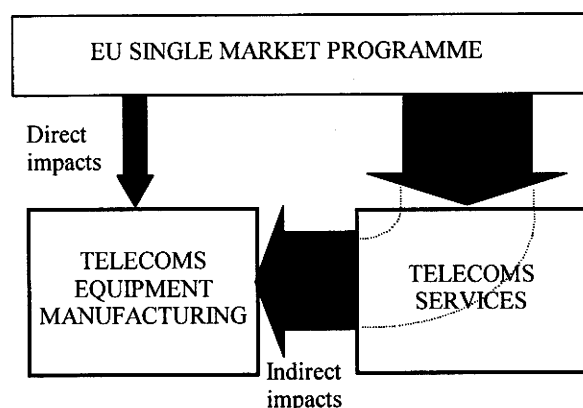 EU SINGLE MARKET PROGRAMME
Direct
impacts
TELECOMS
EQUIPMENT
MANUFACTURING
TELECOMS
SERVICES
Indirect
impacts